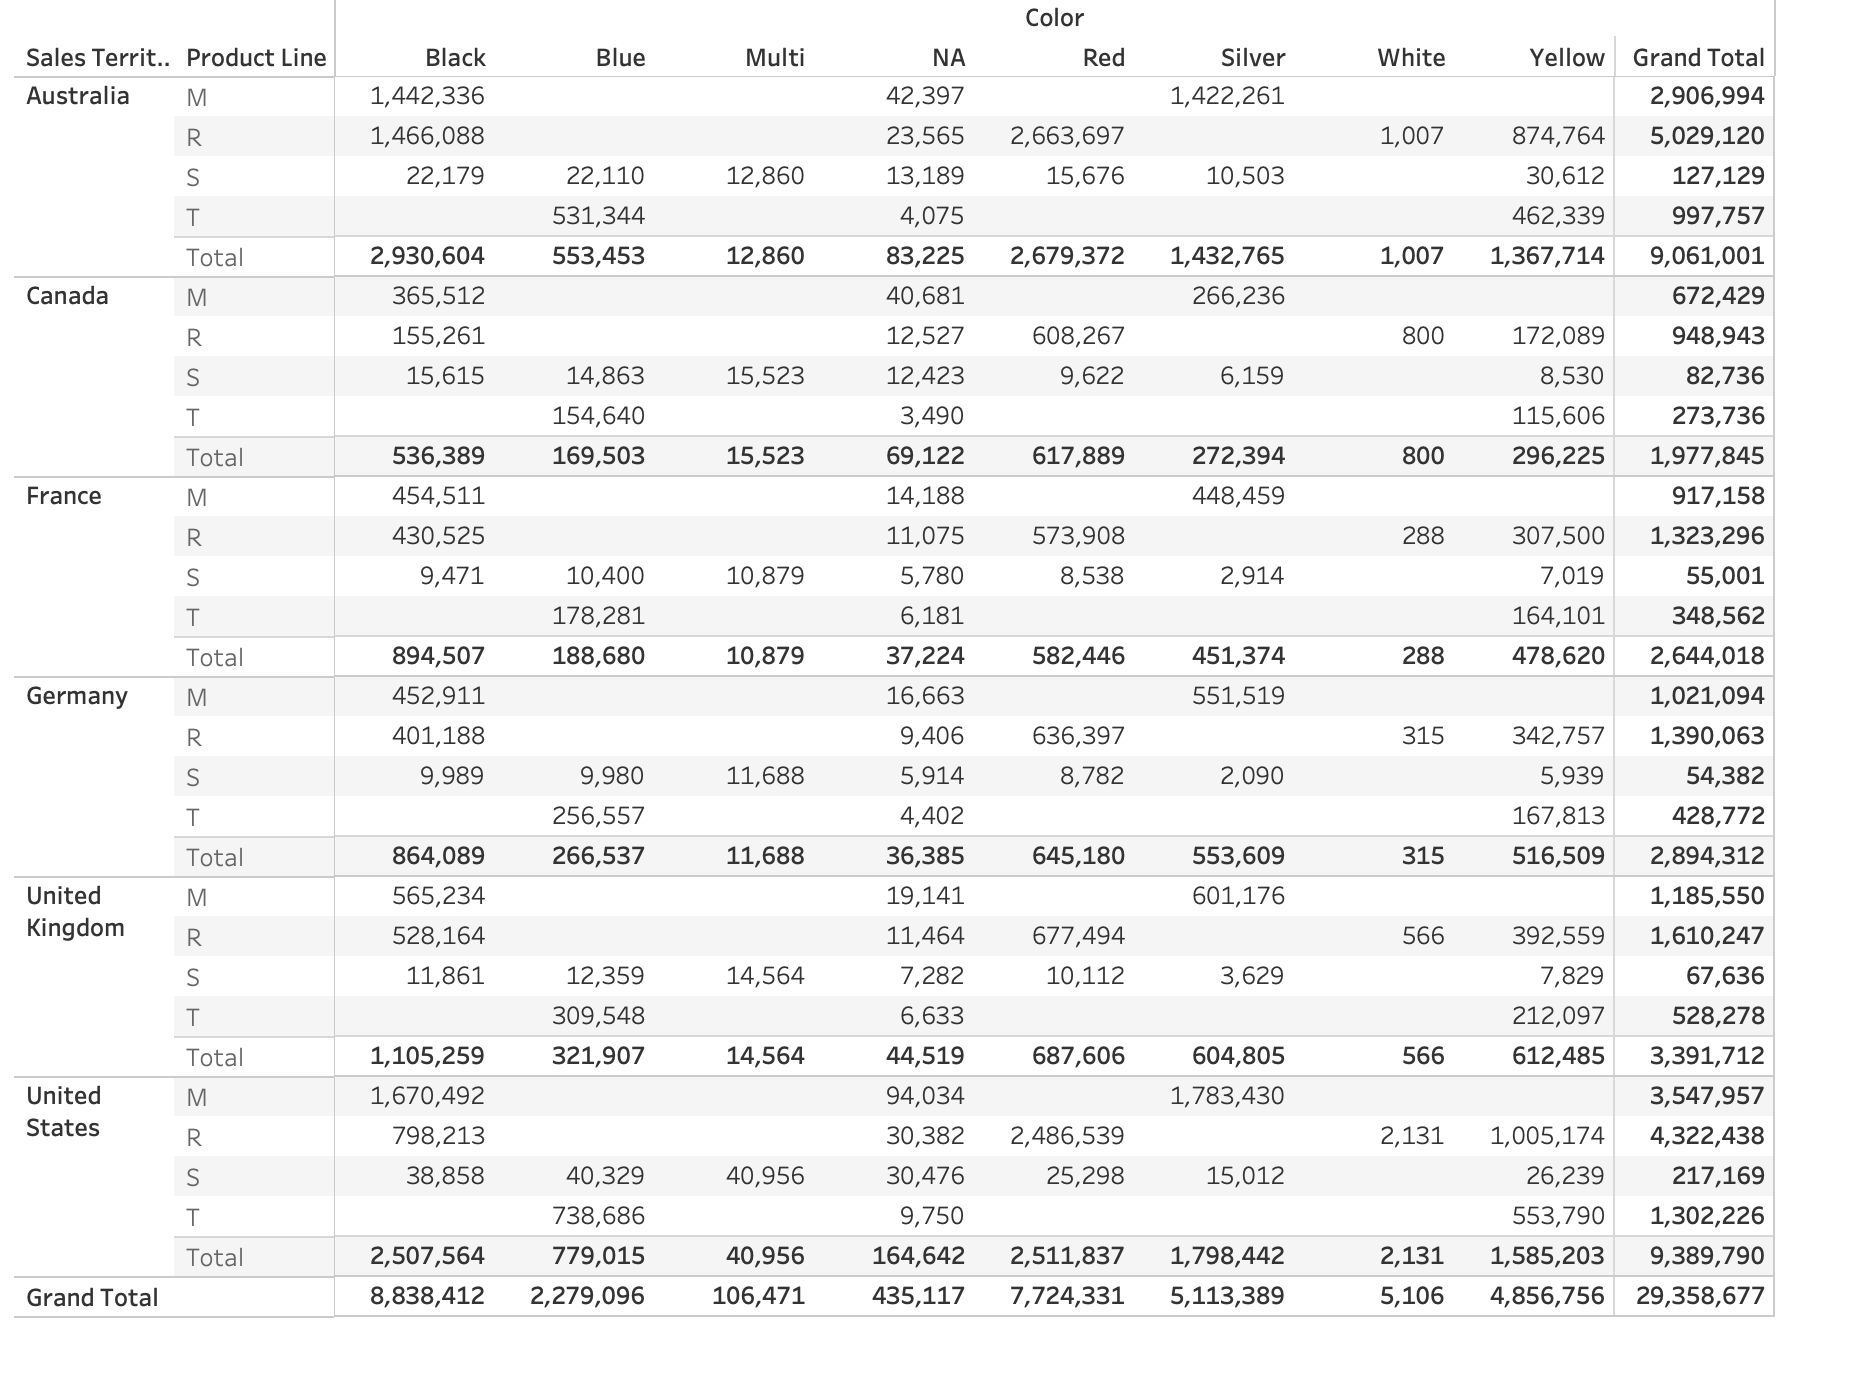 Color
Sales Territ.. Product Line Black Blue Multi NA Red Silver White Yellow Grand Total
Australia M 1,442,336 42,397 1,422,261 2,906,994
R 1,466,088 23,565 2,663,697 1,007 874,764 5,029,120
S 22,179 22,110 12,860 13,189 15,676 10,503 30,612 127,129
T 531,344 4,075 462,339 997,757
Total 2,930,604 553,453 12,860 83,225 2,679,372 1,432,765 1,007 1,367,714 9,061,001
Canada M 365,512 40,681 266,236 672,429
R 155,261 12,527 608,267 800 172,089 948,943
S 15,615 14,863 15,523 12,423 9,622 6,159 8,530 82,736
T 154,640 3,490 115,606 273,736
Total 536,389 169,503 15,523 69,122 617,889 272,394 800 296,225 1,977,845
France M 454,511 14,188 448,459 917,158
R 430,525 11,075 573,908 288 307,500 1,323,296
S 9,471 10,400 10,879 5,780 8,538 2,914 7,019 55,001
T 178,281 6,181 164,101 348,562
Total 894,507 188,680 10,879 37,224 582,446 451,374 288 478,620 2,644,018
Germany M 452,911 16,663 551,519 1,021,094
R 401,188 9,406 636,397 315 342,757 1,390,063
S 9,989 9,980 11,688 5,914 8,782 2,090 5,939 54,382
T 256,557 4,402 167,813 428,772
Total 864,089 266,537 11,688 36,385 645,180 553,609 315 516,509 2,894,312
United Kingdom M 565,234 19,141 601,176 1,185,550
R 528,164 11,464 677,494 566 392,559 1,610,247
S 11,861 12,359 14,564 7,282 10,112 3,629 7,829 67,636
T 309,548 6,633 212,097 528,278
Total 1,105,259 321,907 14,564 44,519 687,606 604,805 566 612,485 3,391,712
United States M 1,670,492 94,034 1,783,430 3,547,957
R 798,213 30,382 2,486,539 2,131 1,005,174 4,322,438
S 38,858 40,329 40,956 30,476 25,298 15,012 26,239 217,169
T 738,686 9,750 553,790 1,302,226
Total 2,507,564 779,015 40,956 164,642 2,511,837 1,798,442 2,131 1,585,203 9,389,790
Grand Total 8,838,412 2,279,096 106,471 435,117 7,724,331 5,113,389 5,106 4,856,756 29,358,677